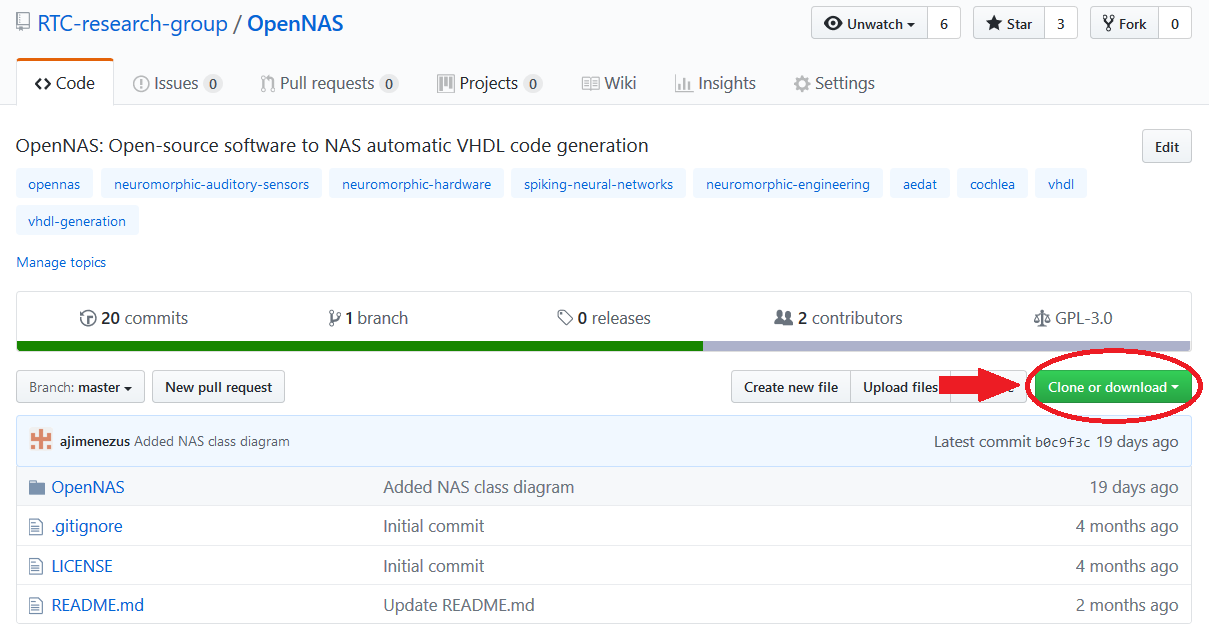 RTC-research-group / OpenNAS Unwatch 6 Star 3 Fork 0
Code Issues 0 Pull requests 0 Projects 0 Wiki Insights Settings
OpenNAS: Open-source software to NAS automatic VHDL code generation Edit
opennas neuromorphic-auditory-sensors neuromorphic-hardware spiking-neural-networks neuromorphic-engineering aedat cochlea vhdl
vhdl-generation
Manage topics
20 commits 1 branch 0 releases 2 contributors GPL-3.0
Branch: master New pull request Create new file Upload files Clone or download
ajimenezus Added NAS class diagram Latest commit b0c9f3c 19 days ago
OpenNAS Added NAS class diagram 19 days ago
.gitignore Initial commit 4 months ago
LICENSE Initial commit 4 months ago
README.md Update README.md 2 months ago